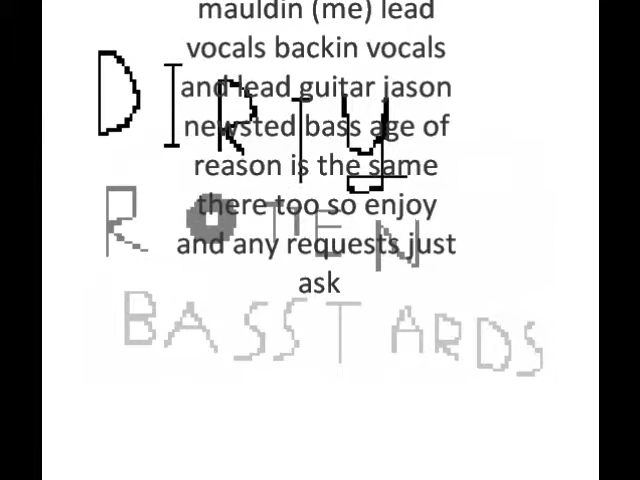 mauldin (me) lead
vocals backin vocals
and lead guitar jason
newsted bass age of
reason is the same
there too so enjoy
and any requests just
ask
DIRTY
ROTTEN
BASSTARDS